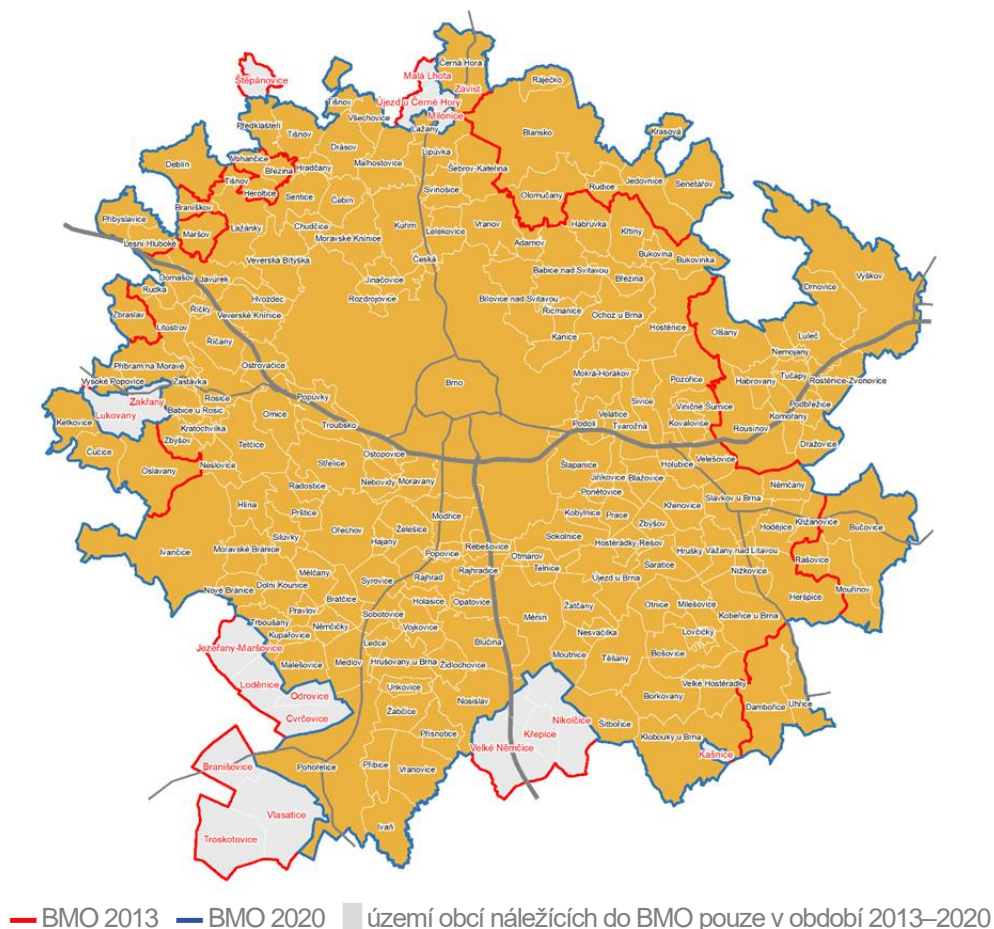 Černá Hora
Malá Lhota
Ráječko
Štěpánovice
Závist
Tišnov
Újezd u Černé Hory
Všechovice
Milonice
Předklášteří
Tišnov
Lažany
Blansko
Krasová
Drásov
Lipůvka
Vohančice
Malhostovice
Deblín
Březina
Hradčany
Šebrov-Kateřina
Jedovnice
Tišnov
Svinošice
Rudice
Senetářov
Heroltice
Sentice
Čebín
Olomučany
Braníškov
Přibyslavice
Lažánky
Chudčice
Kuřim
Vranov
Habrůvka
Křtiny
Maršov
Moravské Knínice
Lelekovice
Lesní Hluboké
Adamov
Bukovina
Veverská Bítýška
Česká
Babice nad Svitavou
Bukovinka
Domašov
Javůrek
Jinačovice
Březina
Vyškov
Rudka
Hvozdec
Rozdrojovice
Bílovice nad Svitavou
Drnovice
Zbraslav
Říčky
Veverské Knínice
Řícmanice
Ochoz u Brna
Litostrov
Hostěnice
Olšany
Říčany
Kanice
Luleč
Nemojany
Příbram na Moravě
Ostrovačice
Mokrá-Horákov
Tučapy
Vysoké Popovice
Zastávka
Brno
Pozořice
Habrovany
Rostěnice-Zvonovice
Zakřany
Rosice
Popůvky
Sivice
Podbřežice
Lukovany
Babice u Rosic
Omice
Velatice
Viničné Šumice
Komořany
Ketkovice
Kratochvilka
Troubsko
Podolí
Tvarožná
Kovalovice
Rousínov
Zbýšov
Tetčice
Dražovice
Čučice
Ostopovice
Velešovice
Oslavany
Neslovice
Střelice
Šlapanice
Holubice
Nebovidy
Moravany
Jiříkovice
Blažovice
Radostice
Ponětovice
Slavkov u Brna
Němčany
Hlína
Prštice
Modřice
Kobylnice
Prace
Křenovice
Ořechov
Želešice
Zbýšov
Hodějice
Křižanovice
Bučovice
Silůvky
Hajany
Sokolnice
Hostěrádky-Rešov
Hrušky
Vážany nad Litavou
Ivančice
Moravské Bránice
Popovice
Rebešovice
Otmarov
Šaratice
Rašovice
Mělčany
Rajhrad
Rajhradice
Telnice
Nížkovice
Nové Bránice
Dolní Kounice
Syrovice
Újezd u Brna
Heršpice
Mouřínov
Bratčice
Holasice
Opatovice
Žatčany
Otnice
Milešovice
Pravlov
Sobotovice
Měnín
Kobeřice u Brna
Trboušany
Němčičky
Vojkovice
Nesvačilka
Lovčičky
Kupařovice
Ledce
Blučina
Jezeřany-Maršovice
Malešovice
Medlov
Hrušovany u Brna
Židlochovice
Moutnice
Těšany
Bošovice
Loděnice
Unkovice
Velké Hostěrádky
Odrovice
Nosislav
Borkovany
Dambořice
Uhřice
Cvrčovice
Žabčice
Nikolčice
Šitbořice
Přísnotice
Křepice
Klobouky u Brna
Velké Němčice
Kašnice
Branišovice
Pohořelice
Přibice
Vranovice
Vlasatice
Ivaň
Troskotovice
BMO 2013 BMO 2020 území obcí náležících do BMO pouze v období 2013–2020